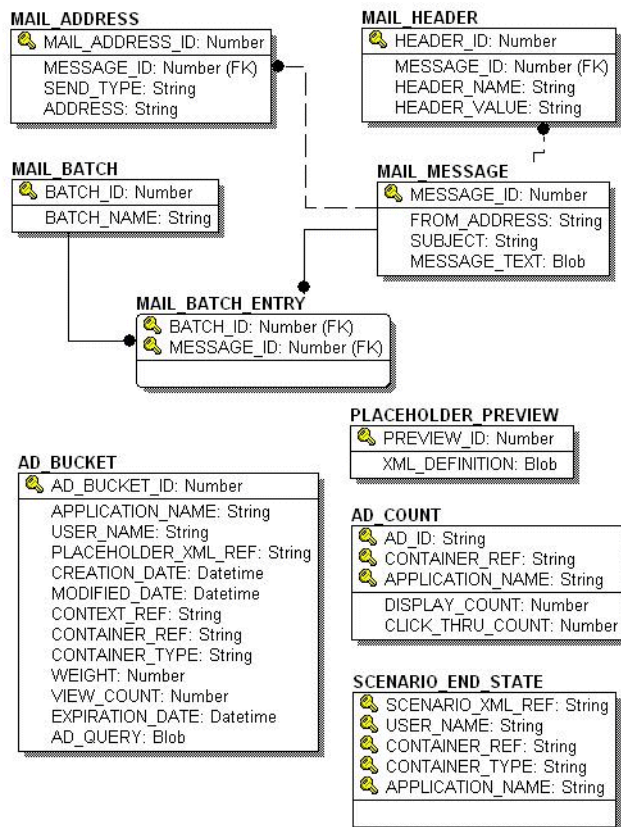 MAIL_ADDRESS
MAIL_ADDRESS_ID: Number
MESSAGE_ID: Number (FK)
SEND_TYPE: String
ADDRESS: String
MAIL_HEADER
HEADER_ID: Number
MESSAGE_ID: Number (FK)
HEADER_NAME: String
HEADER_VALUE: String
MAIL_BATCH
BATCH_ID: Number
BATCH_NAME: String
MAIL_MESSAGE
MESSAGE_ID: Number
FROM_ADDRESS: String
SUBJECT: String
MESSAGE_TEXT: Blob
MAIL_BATCH_ENTRY
BATCH_ID: Number (FK)
MESSAGE_ID: Number (FK)
PLACEHOLDER_PREVIEW
PREVIEW_ID: Number
XML_DEFINITION: Blob
AD_BUCKET
AD_BUCKET_ID: Number
APPLICATION_NAME: String
USER_NAME: String
PLACEHOLDER_XML_REF: String
CREATION_DATE: Datetime
MODIFIED_DATE: Datetime
CONTEXT_REF: String
CONTAINER_REF: String
CONTAINER_TYPE: String
WEIGHT: Number
VIEW_COUNT: Number
EXPIRATION_DATE: Datetime
AD_QUERY: Blob
AD_COUNT
AD_ID: String
CONTAINER_REF: String
APPLICATION_NAME: String
DISPLAY_COUNT: Number
CLICK_THRU_COUNT: Number
SCENARIO_END_STATE
SCENARIO_XML_REF: String
USER_NAME: String
CONTAINER_REF: String
CONTAINER_TYPE: String
APPLICATION_NAME: String